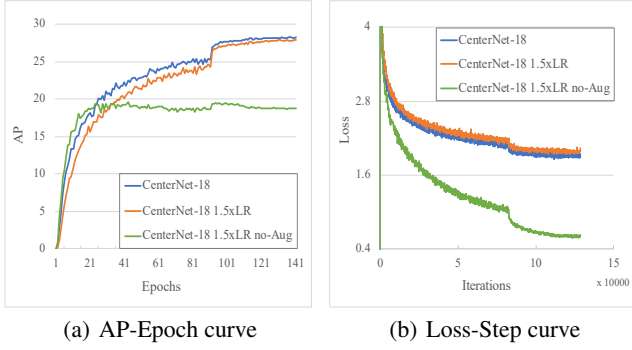 30
25
20
15
10
5
0
AP
CenterNet-18
CenterNet-18 1.5xLR
CenterNet-18 1.5xLR no-Aug
1 21 41 61 81 101 121 141
Epochs
(a) AP-Epoch curve
4
2.8
1.6
0.4
Loss
CenterNet-18
CenterNet-18 1.5xLR
CenterNet-18 1.5xLR no-Aug
0 5 10 15
Iterations
x 10000
(b) Loss-Step curve